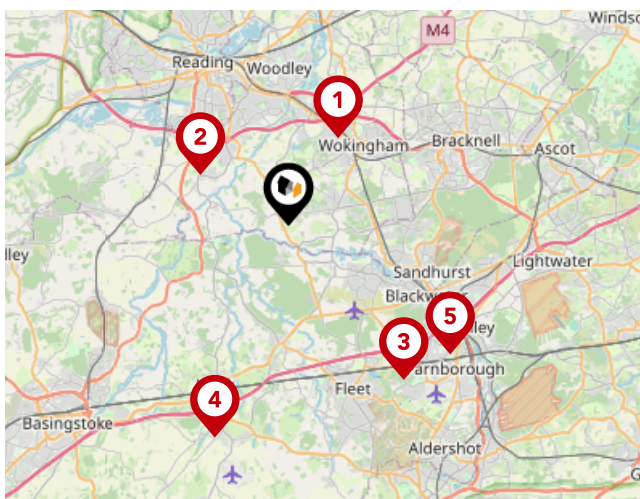 Windso
M4
Reading
Woodley
1
2
Wokingham
Bracknell
Ascot
lley
Sandhurst
Lightwater
Blackw
5
ley
3
arnborough
Fleet
4
Basingstoke
Aldershot
G